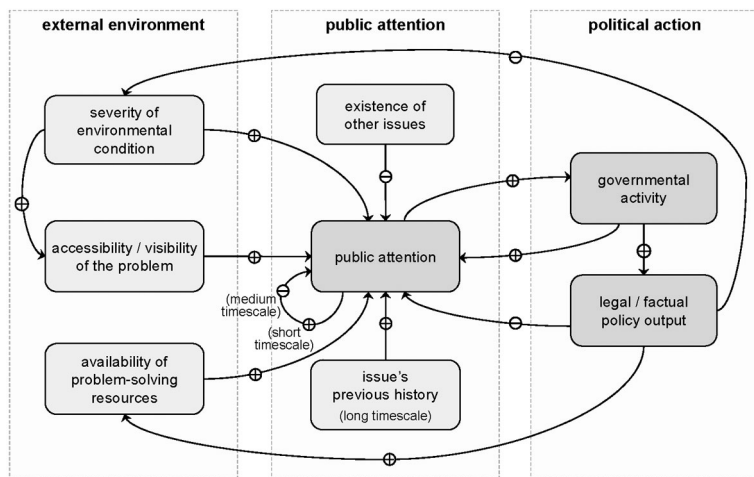 external environment
public attention
political action
severity of
environmental
condition
existence of
other issues
governmental
activity
accessibility / visibility
of the problem
public attention
(medium
timescale)
(short
timescale)
legal / factual
policy output
availability of
problem-solving
resources
issue's
previous history
(long timescale)